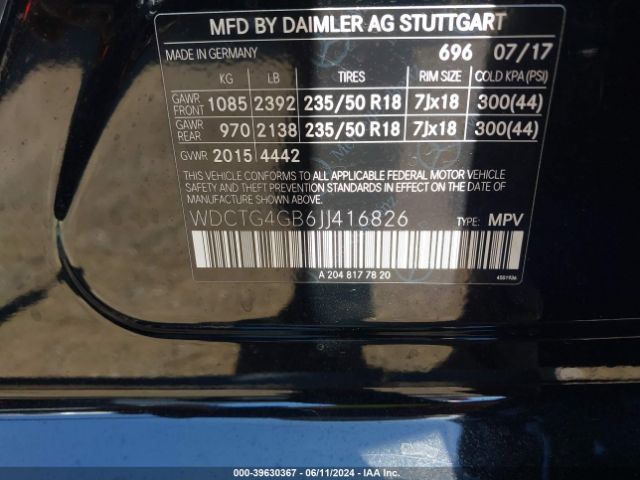 MFD BY DAIMLER AG STUTTGART
MADE IN GERMANY 696 07/17
KG LB TIRES RIM SIZE COLD KPA (PSI)
GAWR FRONT 1085 2392 235/50 R18 7Jx18 300(44)
GAWR REAR 970 2138 235/50 R18 7Jx18 300(44)
GVWR 2015 4442
THIS VEHICLE CONFORMS TO ALL APPLICABLE FEDERAL MOTOR VEHICLE
SAFETY, BUMPER, AND THEFT PREVENTION STANDARDS IN EFFECT ON THE DATE
OF MANUFACTURE SHOWN ABOVE.
WDCTG4GB6JJ416826 TYPE: MPV
A 204 817 78 20
000-39630367 - 06/11/2024 - IAA Inc.